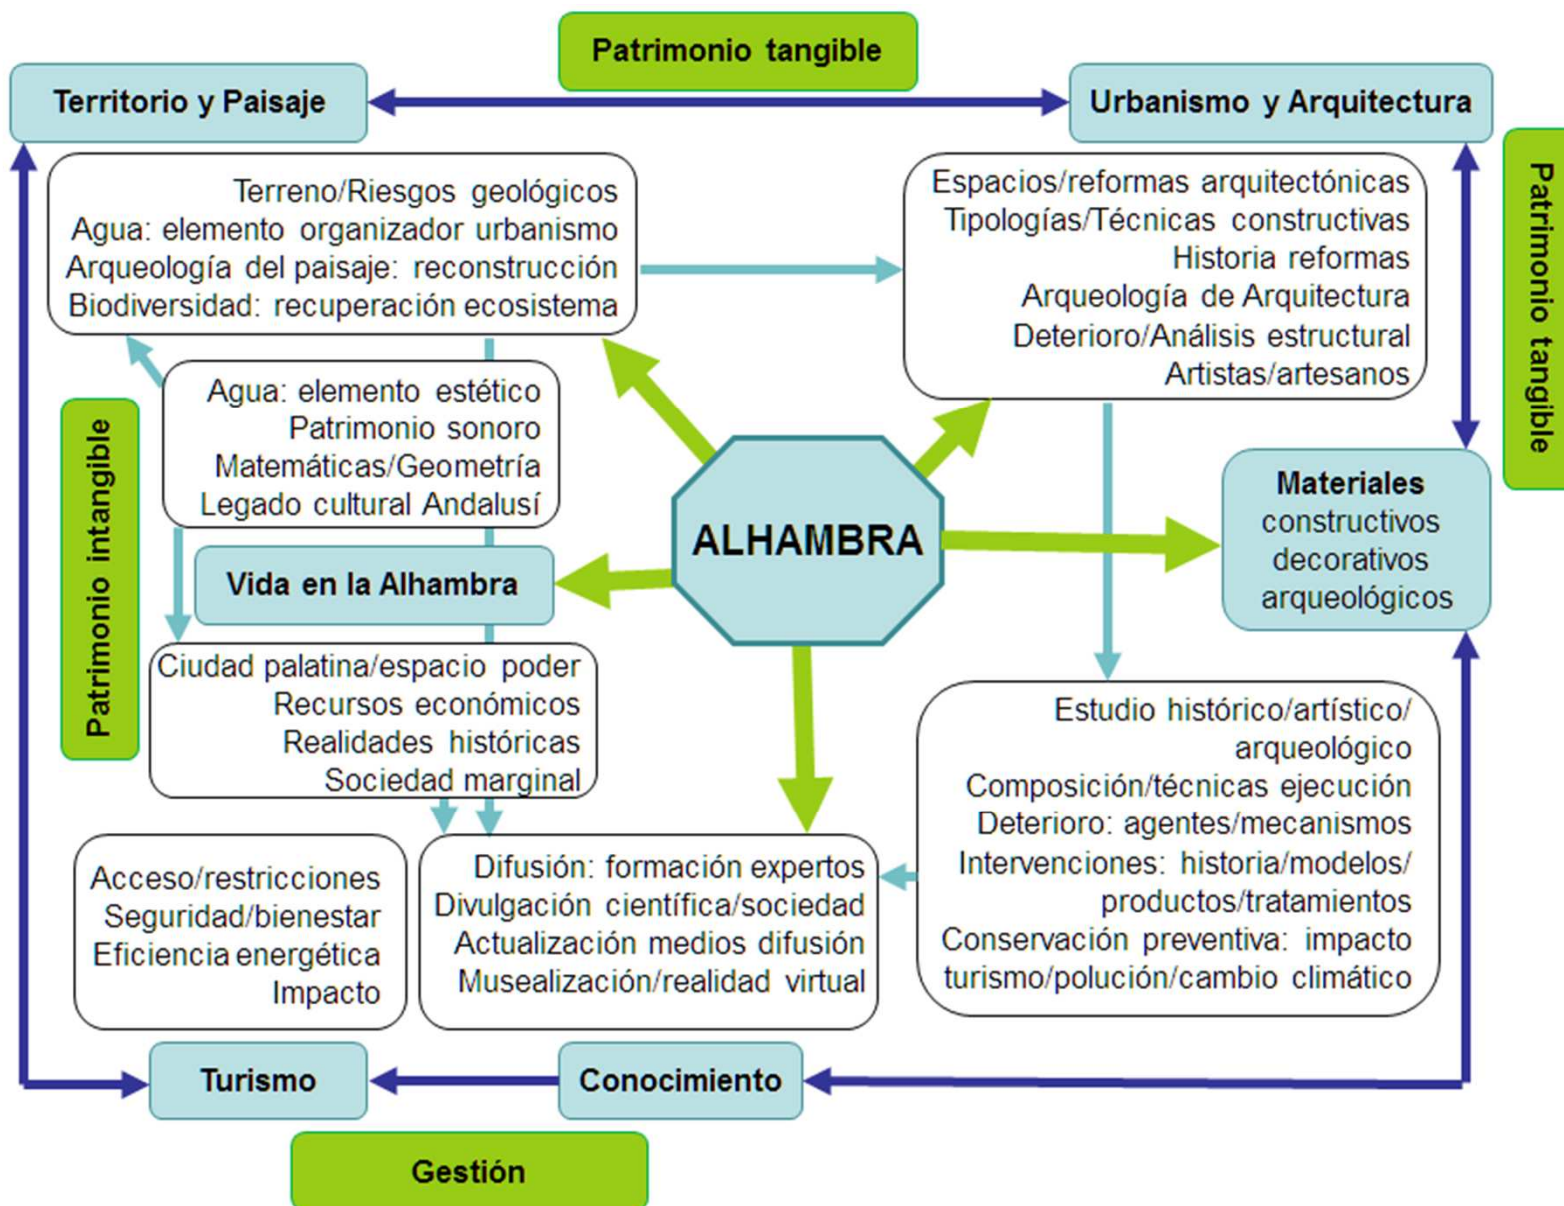 Patrimonio tangible
Territorio y Paisaje
Urbanismo y Arquitectura
Terreno/Riesgos geológicos
Agua: elemento organizador urbanismo
Arqueología del paisaje: reconstrucción
Biodiversidad: recuperación ecosistema
Espacios/reformas arquitectónicas
Tipologías/Técnicas constructivas
Historia reformas
Arqueología de Arquitectura
Deterioro/Análisis estructural
Artistas/artesanos
Patrimonio tangible
Agua: elemento estético
Patrimonio sonoro
Matemáticas/Geometría
Legado cultural Andalusí
Patrimonio intangible
ALHAMBRA
Materiales
constructivos
decorativos
arqueológicos
Vida en la Alhambra
Ciudad palatina/espacio poder
Recursos económicos
Realidades históricas
Sociedad marginal
Estudio histórico/artístico/
arqueológico
Composición/técnicas ejecución
Deterioro: agentes/mecanismos
Intervenciones: historia/modelos/
productos/tratamientos
Conservación preventiva: impacto
turismo/polución/cambio climático
Acceso/restricciones
Seguridad/bienestar
Eficiencia energética
Impacto
Difusión: formación expertos
Divulgación científica/sociedad
Actualización medios difusión
Musealización/realidad virtual
Turismo
Conocimiento
Gestión